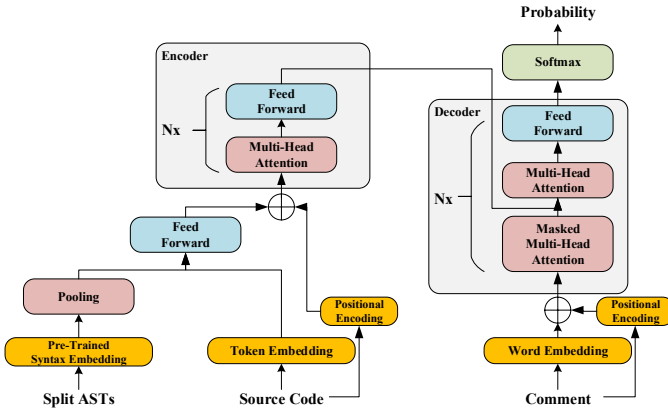 Probability
Softmax
Encoder
Feed
Forward
Nx
Multi-Head
Attention
Decoder
Feed
Forward
Multi-Head
Attention
Nx
Masked
Multi-Head
Attention
Feed
Forward
Pooling
Positional
Encoding
Positional
Encoding
Pre-Trained
Syntax Embedding
Token Embedding
Word Embedding
Split ASTs
Source Code
Comment